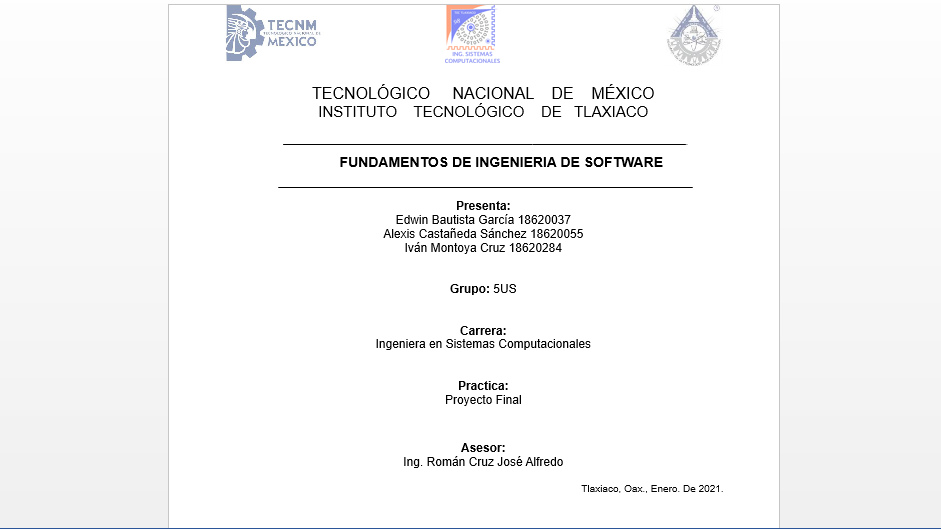 TECNM
TECNOLÓGICO NACIONAL DE
MÉXICO
ING. SISTEMAS
COMPUTACIONALES
TECNOLÓGICO NACIONAL DE MÉXICO
INSTITUTO TECNOLÓGICO DE TLAXIACO
FUNDAMENTOS DE INGENIERIA DE SOFTWARE
Presenta:
Edwin Bautista García 18620037
Alexis Castañeda Sánchez 18620055
Iván Montoya Cruz 18620284
Grupo: 5US
Carrera:
Ingeniera en Sistemas Computacionales
Practica:
Proyecto Final
Asesor:
Ing. Román Cruz José Alfredo
Tlaxiaco, Oax., Enero. De 2021.